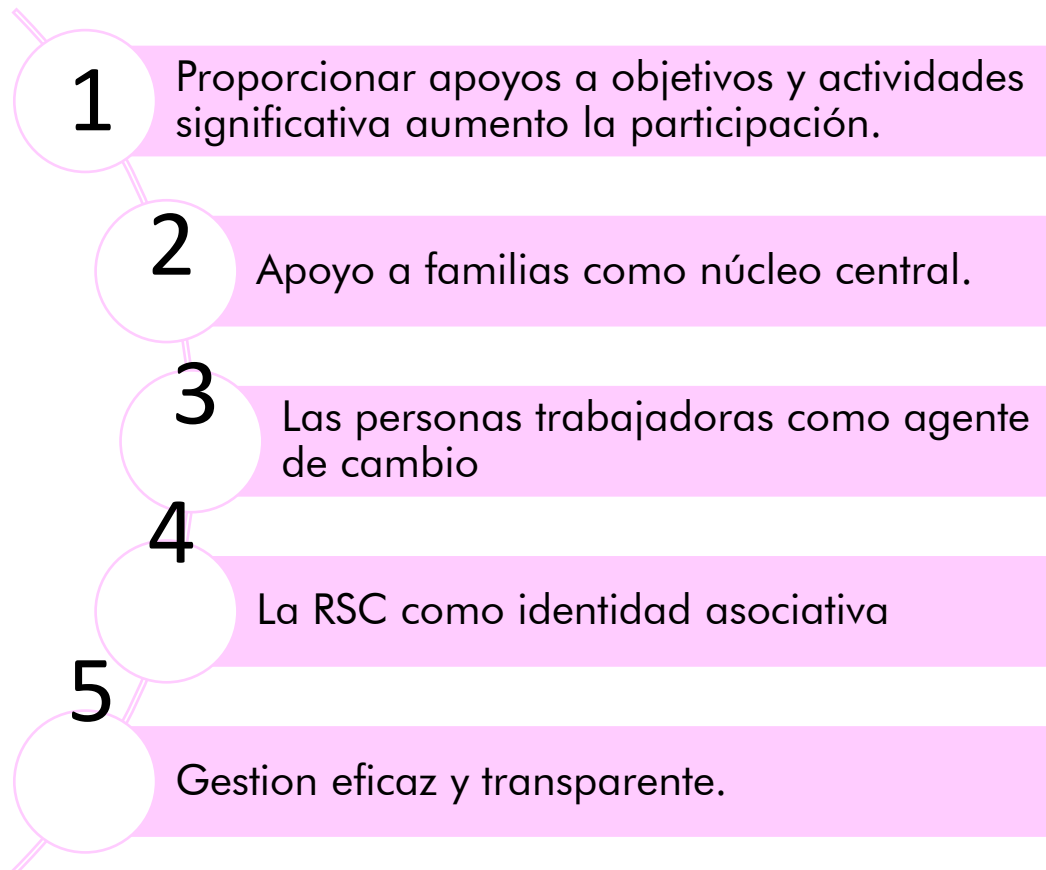 1
Proporcionar apoyos a objetivos y actividades
significativa aumento la participación.
2
Apoyo a familias como núcleo central.
3
Las personas trabajadoras como agente
de cambio
4
La RSC como identidad asociativa
5
Gestion eficaz y transparente.